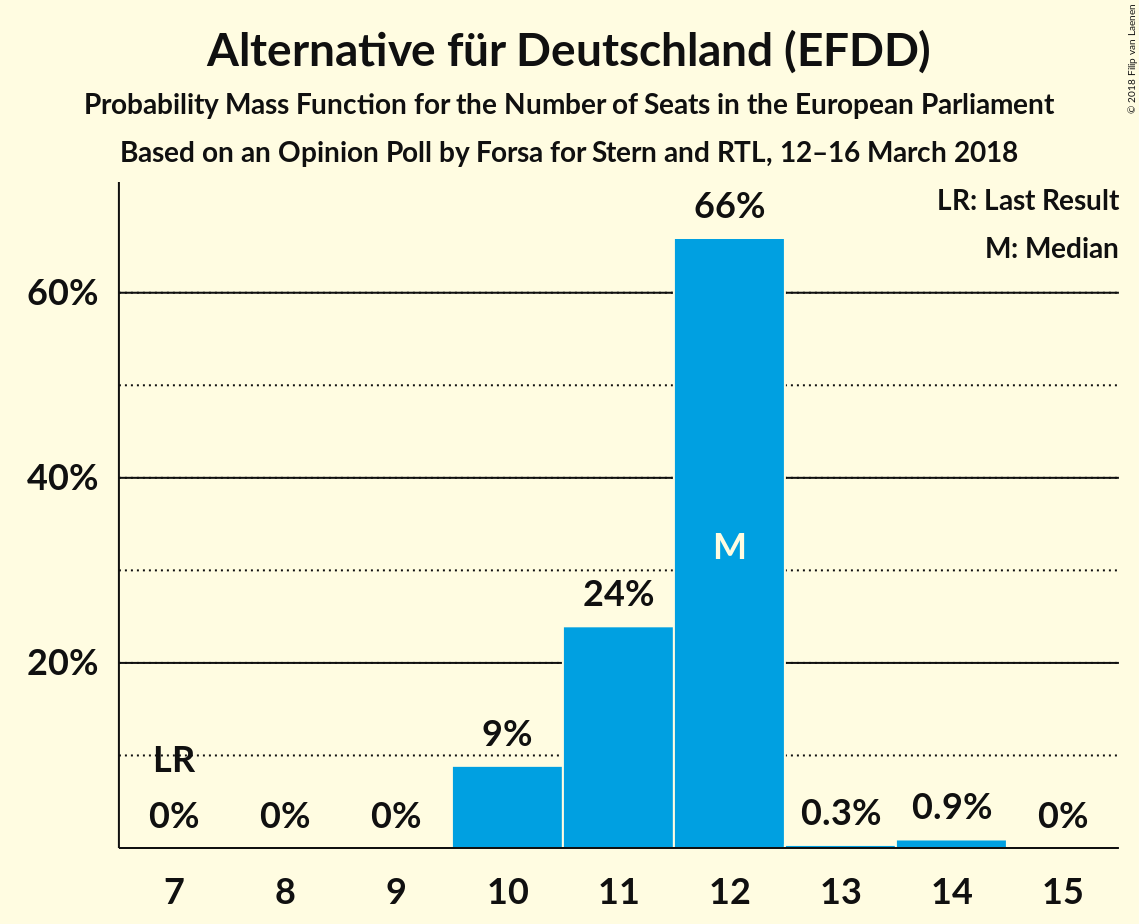 Alternative für Deutschland (EFDD)
Probability Mass Function for the Number of Seats in the European Parliament
Based on an Opinion Poll by Forsa for Stern and RTL, 12–16 March 2018
© 2018 Filip van Laenen
LR: Last Result
M: Median
66%
60%
40%
M
24%
20%
9%
LR
0%
0%
0%
0.3%
0.9%
0%
7
8
9
10
11
12
13
14
15